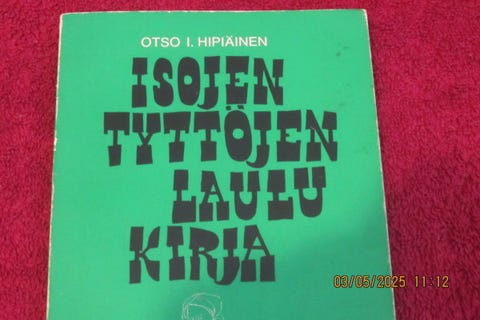 OTSO I. HIPIÄINEN
ISOJEN
TYTTÖJEN
LAULU
KIRJA
03/05/2025 11:12